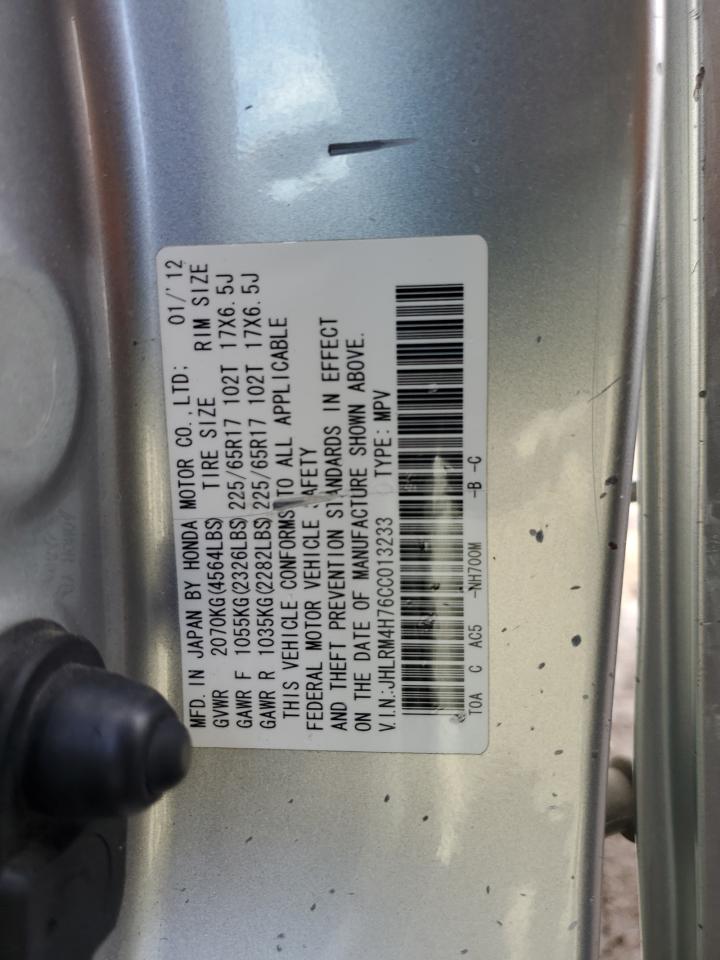 MFD. IN JAPAN BY HONDA MOTOR CO.,LTD: 01/'12
GVWR 2070KG(4564LBS) TIRE SIZE RIM SIZE
GAWR F 1055KG(2326LBS) 225/65R17 102T 17X6.5J
GAWR R 1035KG(2282LBS) 225/65R17 102T 17X6.5J
THIS VEHICLE CONFORMS TO ALL APPLICABLE
FEDERAL MOTOR VEHICLE SAFETY
AND THEFT PREVENTION STANDARDS IN EFFECT
ON THE DATE OF MANUFACTURE SHOWN ABOVE.
V.I.N.:JHLRM4H76CC013233 TYPE:MPV
T0A C AC5 -NH700M -B -C